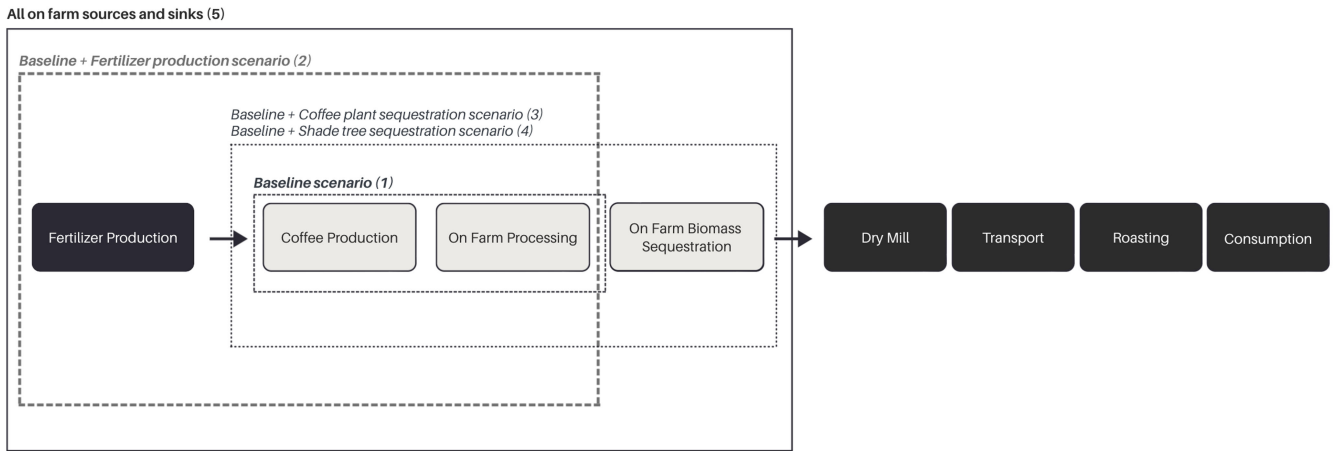 All on farm sources and sinks (5)
Baseline + Fertilizer production scenario (2)
Baseline + Coffee plant sequestration scenario (3)
Baseline + Shade tree sequestration scenario (4)
Baseline scenario (1)
Fertilizer Production
Coffee Production
On Farm Processing
On Farm Biomass
Sequestration
Dry Mill
Transport
Roasting
Consumption